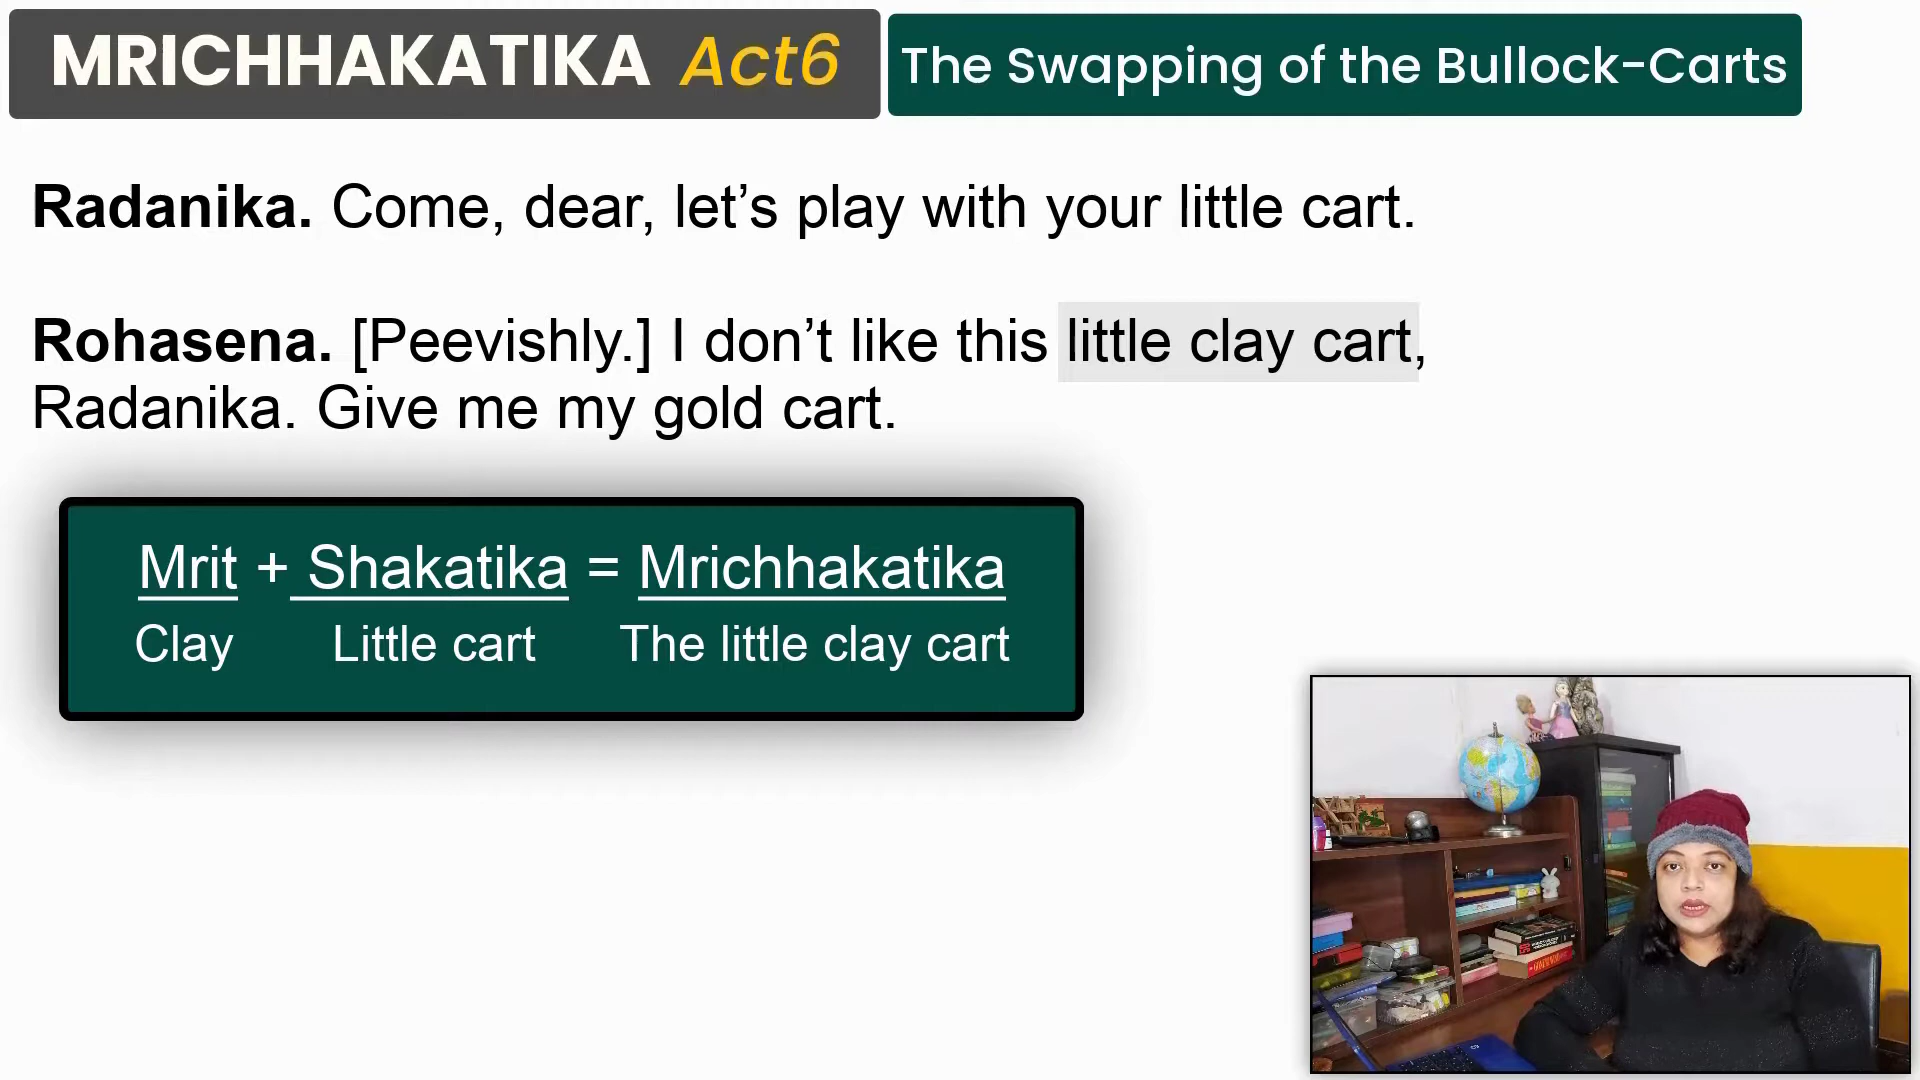 MRICHHAKATIKA Act6
The Swapping of the Bullock-Carts
Radanika. Come, dear, let’s play with your little cart.
Rohasena. [Peevishly.] I don’t like this little clay cart,
Radanika. Give me my gold cart.
Mrit + Shakatika = Mrichhakatika
Clay Little cart The little clay cart